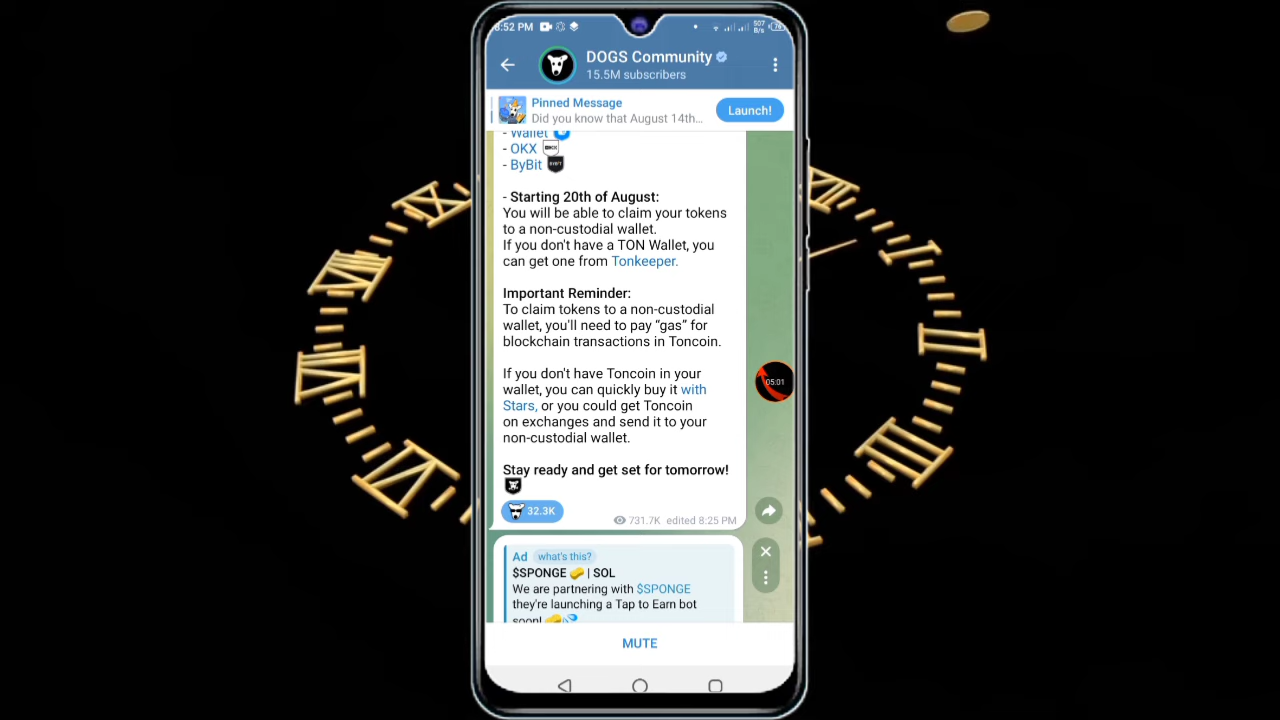 :52 PM
507
B/s
76
DOGS Community
15.5M subscribers
Pinned Message
Did you know that August 14th...
Launch!
- Wallet
- OKX
- ByBit
- Starting 20th of August:
You will be able to claim your tokens
to a non-custodial wallet.
If you don't have a TON Wallet, you
can get one from Tonkeeper.
Important Reminder:
To claim tokens to a non-custodial
wallet, you'll need to pay “gas” for
blockchain transactions in Toncoin.
If you don't have Toncoin in your
wallet, you can quickly buy it with
Stars, or you could get Toncoin
on exchanges and send it to your
non-custodial wallet.
Stay ready and get set for tomorrow!
32.3K
731.7K edited 8:25 PM
05:01
Ad what's this?
$SPONGE | SOL
We are partnering with $SPONGE
they're launching a Tap to Earn bot
soon!
MUTE